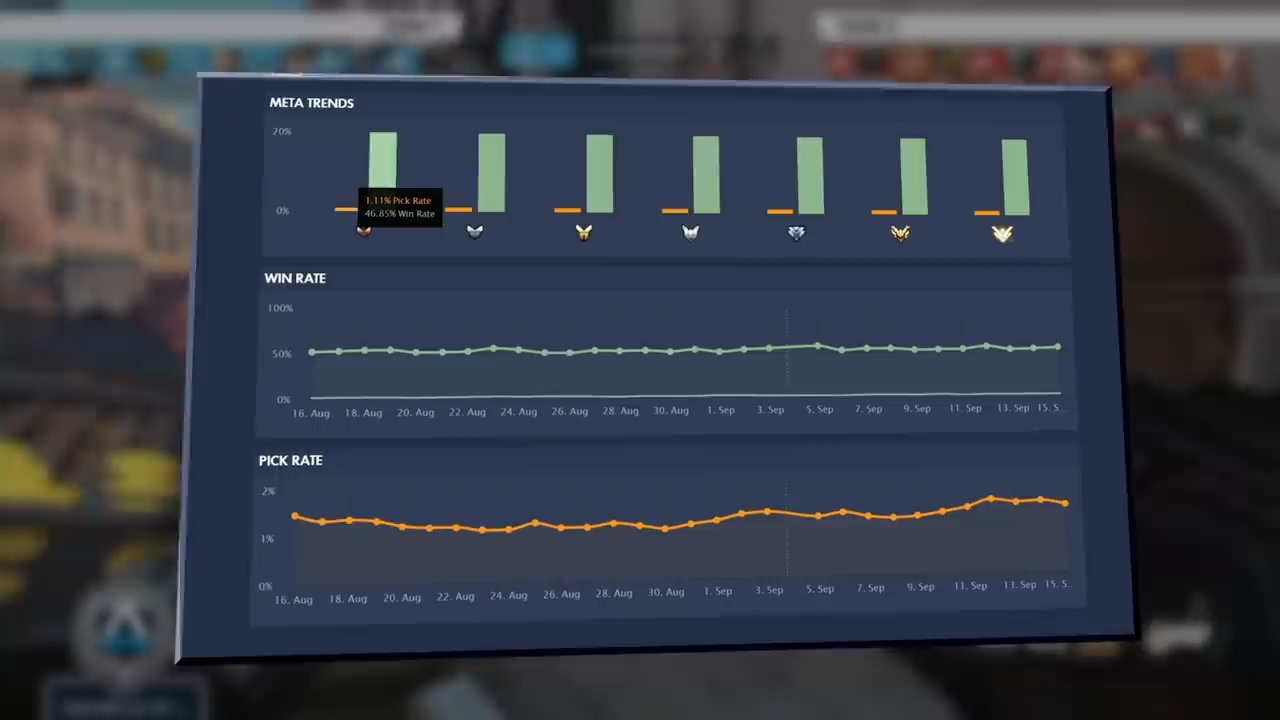 META TRENDS
20%
1.11% Pick Rate
46.85% Win Rate
0%
WIN RATE
100%
50%
0%
16. Aug 18. Aug 20. Aug 22. Aug 24. Aug 26. Aug 28. Aug 30. Aug 1. Sep 3. Sep 5. Sep 7. Sep 9. Sep 11. Sep 13. Sep 15. S...
PICK RATE
2%
1%
0%
16. Aug 18. Aug 20. Aug 22. Aug 24. Aug 26. Aug 28. Aug 30. Aug 1. Sep 3. Sep 5. Sep 7. Sep 9. Sep 11. Sep 13. Sep 15. S...